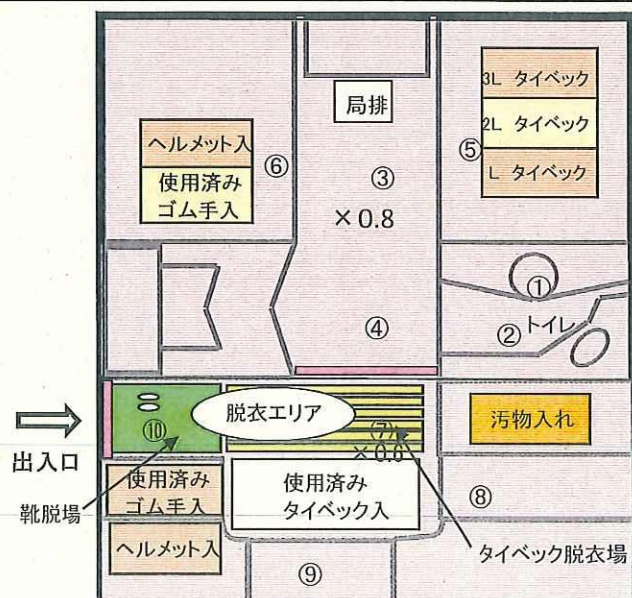 局排
3L タイベック
2L タイベック
L タイベック
⑤
ヘルメット入
使用済み
ゴム手入
⑥
③
×0.8
①
②
トイレ
④
脱衣エリア
⑩
(7)
×0.6
汚物入れ
出入口
靴脱場
使用済み
ゴム手入
ヘルメット入
使用済み
タイベック入
⑧
タイベック脱衣場
⑨